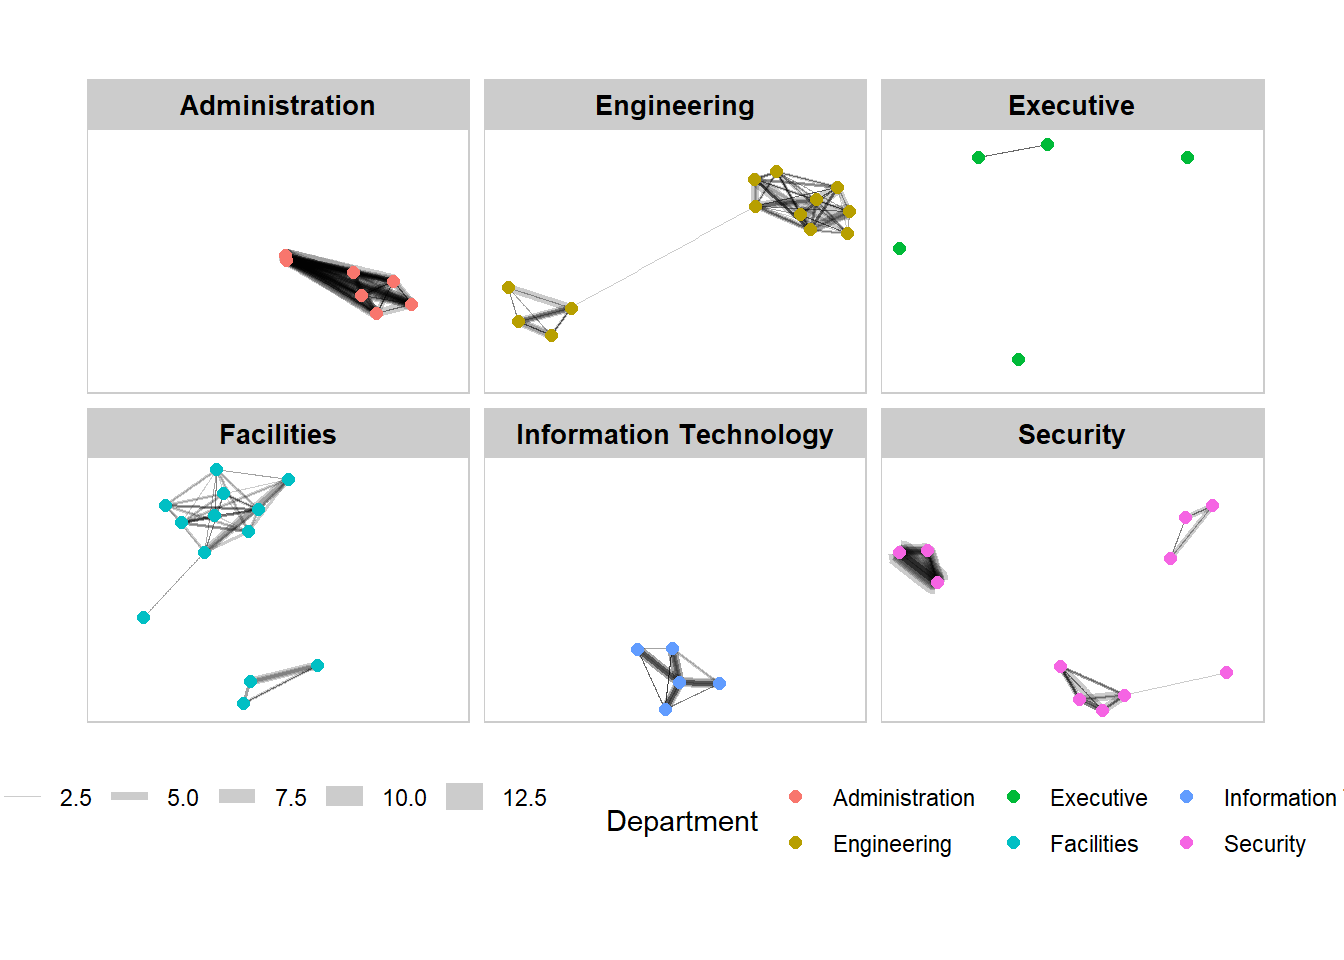 Administration
Engineering
Executive
Facilities
Information Technology
Security
2.5 5.0 7.5 10.0 12.5
Department
Administration Executive Information
Engineering Facilities Security